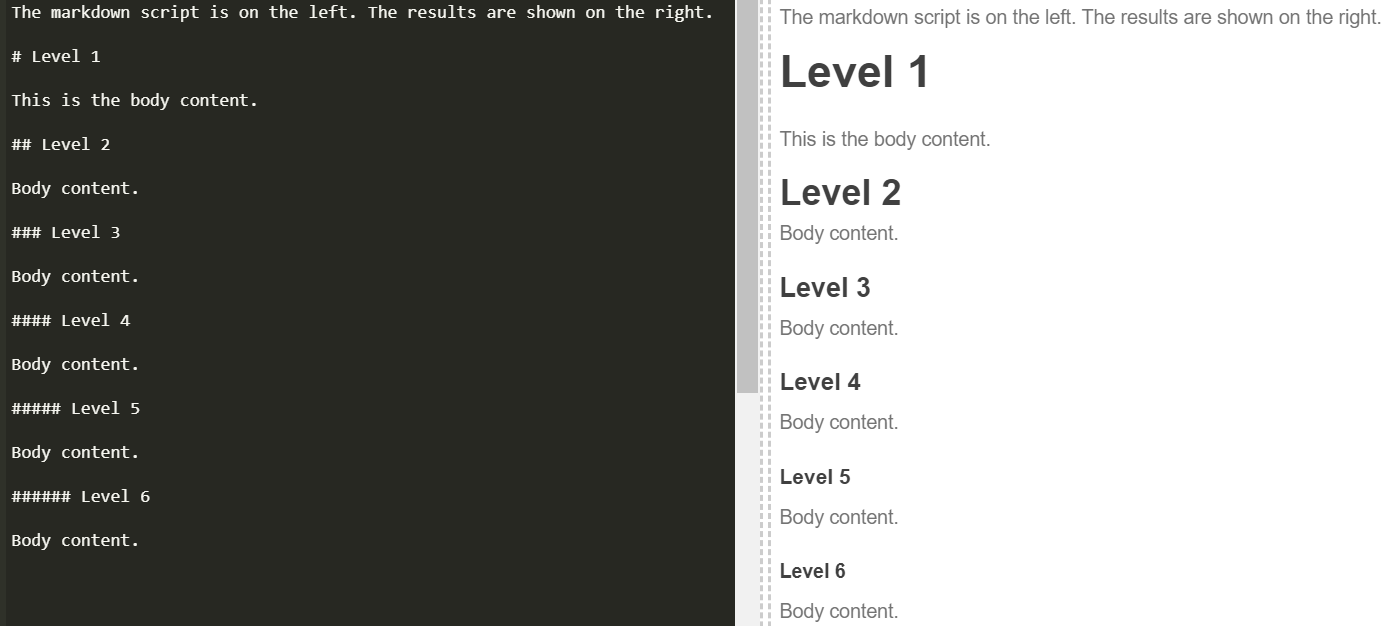 The markdown script is on the left. The results are shown on the right.
# Level 1
This is the body content.
## Level 2
Body content.
### Level 3
Body content.
#### Level 4
Body content.
##### Level 5
Body content.
###### Level 6
Body content.
The markdown script is on the left. The results are shown on the right.
Level 1
This is the body content.
Level 2
Body content.
Level 3
Body content.
Level 4
Body content.
Level 5
Body content.
Level 6
Body content.